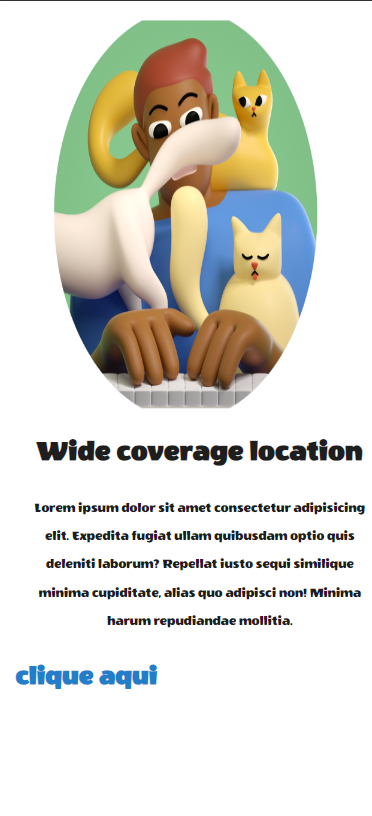 Wide coverage location
Lorem ipsum dolor sit amet consectetur adipisicing
elit. Expedita fugiat ullam quibusdam optio quis
deleniti laborum? Repellat iusto sequi similique
minima cupiditate, alias quo adipisci non! Minima
harum repudiandae mollitia.
clique aqui